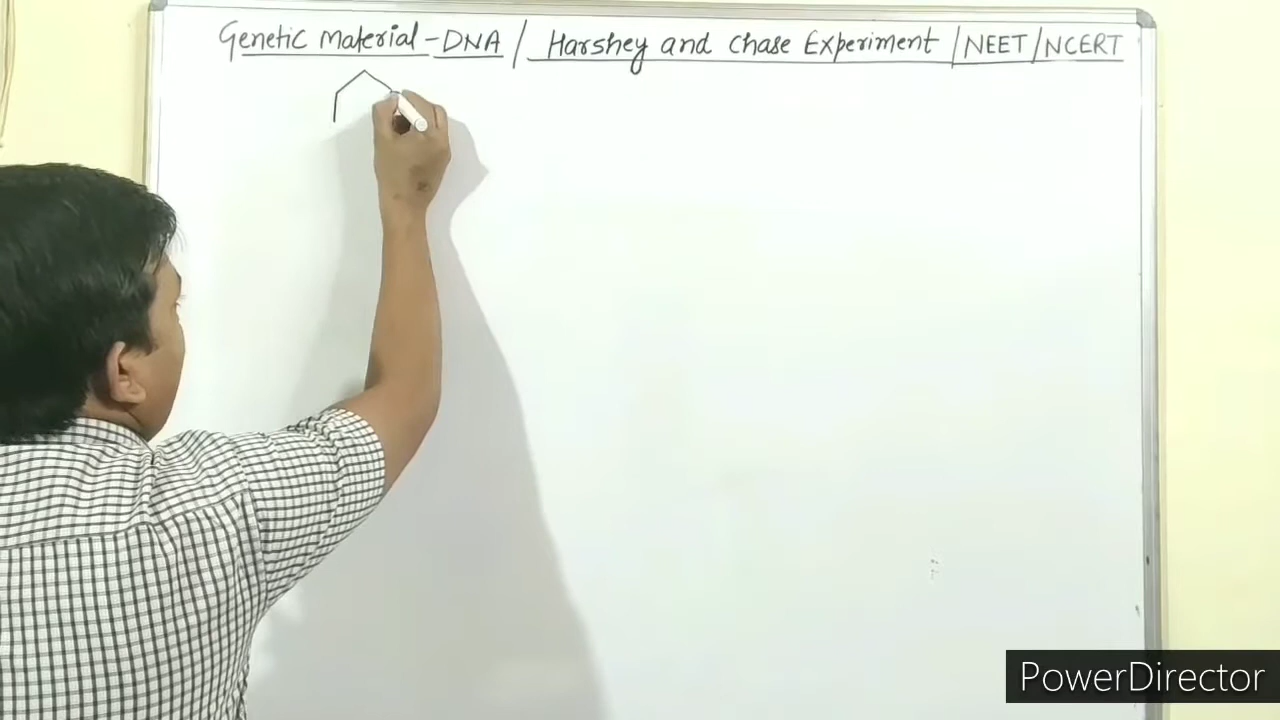 Genetic Material - DNA / Harshey and Chase Experiment / NEET / NCERT
PowerDirector